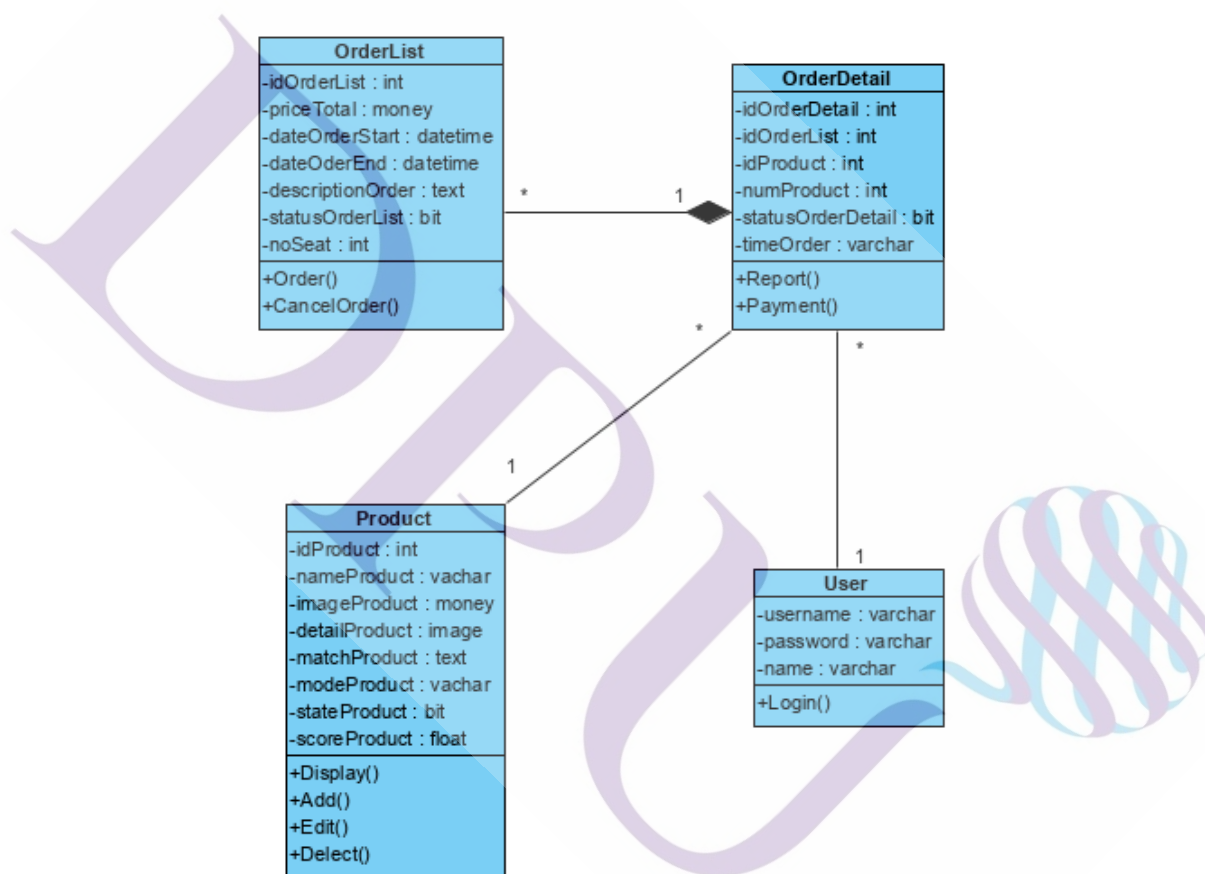 OrderList
-idOrderList : int
-priceTotal : money
-dateOrderStart : datetime
-dateOderEnd : datetime
-descriptionOrder : text
-statusOrderList : bit
-noSeat : int
+Order()
+CancelOrder()
*
1
OrderDetail
-idOrderDetail : int
-idOrderList : int
-idProduct : int
-numProduct : int
-statusOrderDetail : bit
-timeOrder : varchar
+Report()
+Payment()
*
*
1
1
Product
-idProduct : int
-nameProduct : vachar
-imageProduct : money
-detailProduct : image
-matchProduct : text
-modeProduct : vachar
-stateProduct : bit
-scoreProduct : float
+Display()
+Add()
+Edit()
+Delect()
User
-username : varchar
-password : varchar
-name : varchar
+Login()
DPU